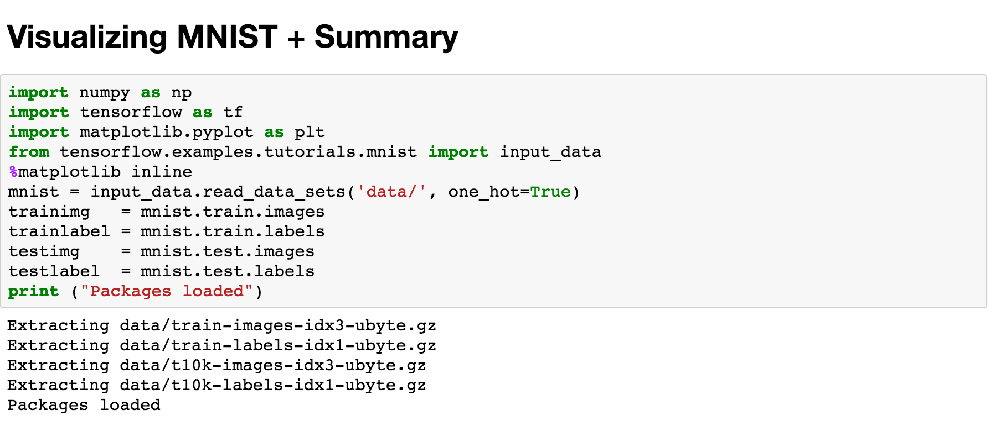 Visualizing MNIST + Summary
import numpy as np
import tensorflow as tf
import matplotlib.pyplot as plt
from tensorflow.examples.tutorials.mnist import input_data
%matplotlib inline
mnist = input_data.read_data_sets('data/', one_hot=True)
trainimg   = mnist.train.images
trainlabel = mnist.train.labels
testimg    = mnist.test.images
testlabel  = mnist.test.labels
print ("Packages loaded")
Extracting data/train-images-idx3-ubyte.gz
Extracting data/train-labels-idx1-ubyte.gz
Extracting data/t10k-images-idx3-ubyte.gz
Extracting data/t10k-labels-idx1-ubyte.gz
Packages loaded